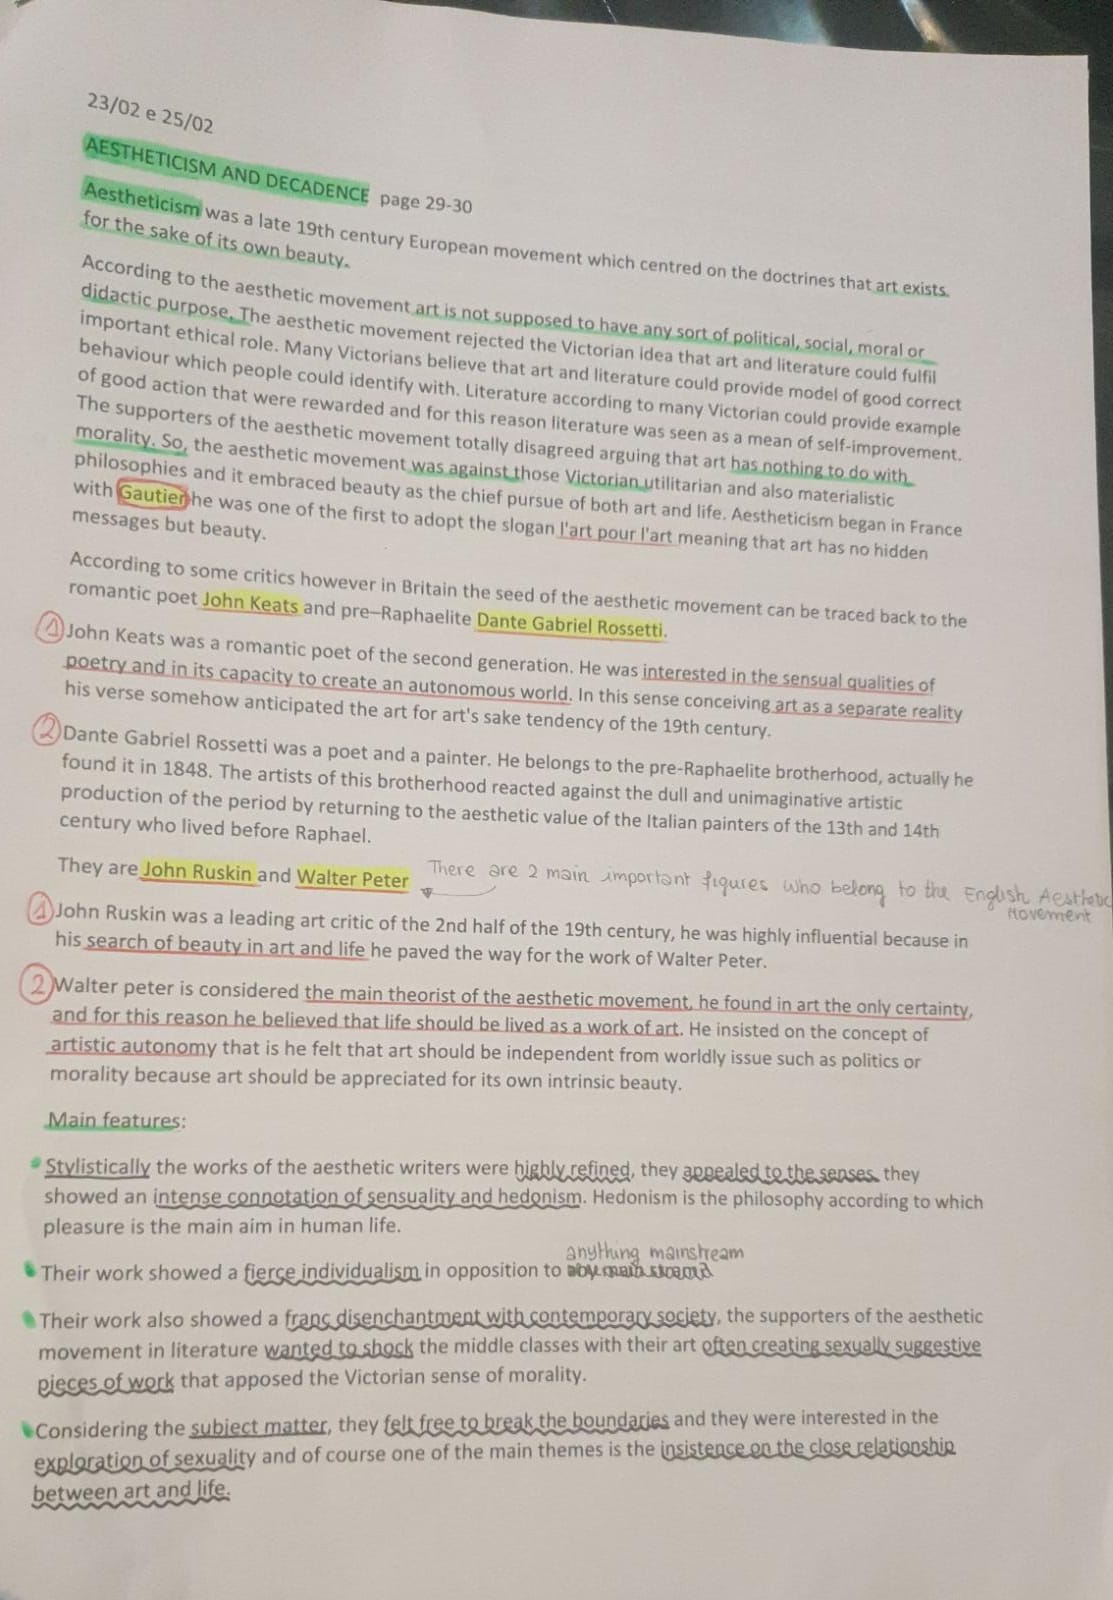 23/02 e 25/02
AESTHETICISM AND DECADENCE page 29-30
Aestheticism was a late 19th century European movement which centred on the doctrines that art exists
for the sake of its own beauty.
According to the aesthetic movement art is not supposed to have any sort of political, social, moral or
didactic purpose. The aesthetic movement rejected the Victorian idea that art and literature could fulfil
important ethical role. Many Victorians believe that art and literature could provide model of good correct
behaviour which people could identify with. Literature according to many Victorian could provide example
of good action that were rewarded and for this reason literature was seen as a mean of self-improvement.
The supporters of the aesthetic movement totally disagreed arguing that art has nothing to do with
morality. So, the aesthetic movement was against those Victorian utilitarian and also materialistic
philosophies and it embraced beauty as the chief pursue of both art and life. Aestheticism began in France
with Gautier he was one of the first to adopt the slogan l'art pour l'art meaning that art has no hidden
messages but beauty.
According to some critics however in Britain the seed of the aesthetic movement can be traced back to the
romantic poet John Keats and pre–Raphaelite Dante Gabriel Rossetti.
1 John Keats was a romantic poet of the second generation. He was interested in the sensual qualities of
poetry and in its capacity to create an autonomous world. In this sense conceiving art as a separate reality
his verse somehow anticipated the art for art's sake tendency of the 19th century.
2 Dante Gabriel Rossetti was a poet and a painter. He belongs to the pre-Raphaelite brotherhood, actually he
found it in 1848. The artists of this brotherhood reacted against the dull and unimaginative artistic
production of the period by returning to the aesthetic value of the Italian painters of the 13th and 14th
century who lived before Raphael.
They are John Ruskin and Walter Peter There are 2 main important figures who belong to the English Aesthetic
Movement
1 John Ruskin was a leading art critic of the 2nd half of the 19th century, he was highly influential because in
his search of beauty in art and life he paved the way for the work of Walter Peter.
2 Walter peter is considered the main theorist of the aesthetic movement, he found in art the only certainty,
and for this reason he believed that life should be lived as a work of art. He insisted on the concept of
artistic autonomy that is he felt that art should be independent from worldly issue such as politics or
morality because art should be appreciated for its own intrinsic beauty.
Main features:
Stylistically the works of the aesthetic writers were highly refined, they appealed to the senses, they
showed an intense connotation of sensuality and hedonism. Hedonism is the philosophy according to which
pleasure is the main aim in human life.
anything mainstream
Their work showed a fierce individualism in opposition to
Their work also showed a franc disenchantment with contemporary society, the supporters of the aesthetic
movement in literature wanted to shock the middle classes with their art often creating sexually suggestive
pieces of work that apposed the Victorian sense of morality.
Considering the subject matter, they felt free to break the boundaries and they were interested in the
exploration of sexuality and of course one of the main themes is the insistence on the close relationship
between art and life.